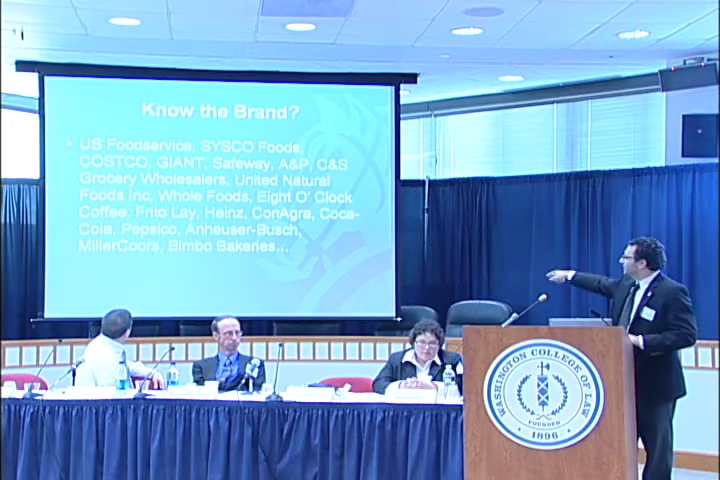 Know the Brand?
• US Foodservice, SYSCO Foods,
COSTCO, GIANT, Safeway, A&P, C&S
Grocery Wholesalers, United Natural
Foods Inc, Whole Foods, Eight O' Clock
Coffee, Frito Lay, Heinz, ConAgra, Coca-
Cola, Pepsico, Anheuser-Busch,
MillerCoors, Bimbo Bakeries...
WASHINGTON COLLEGE OF LAW
FOUNDED
1896